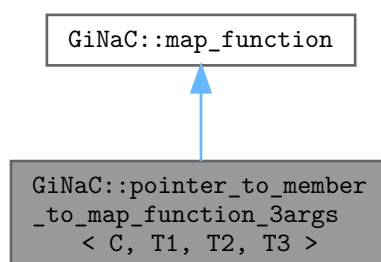 GiNaC::map_function
GiNaC::pointer_to_member
_to_map_function_3args
< C, T1, T2, T3 >